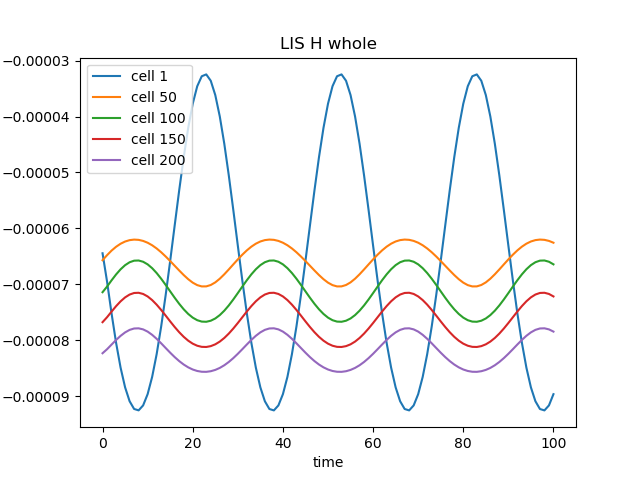 LIS H whole
−0.00003
−0.00004
−0.00005
−0.00006
−0.00007
−0.00008
−0.00009
cell 1
cell 50
cell 100
cell 150
cell 200
0 20 40 60 80 100
time